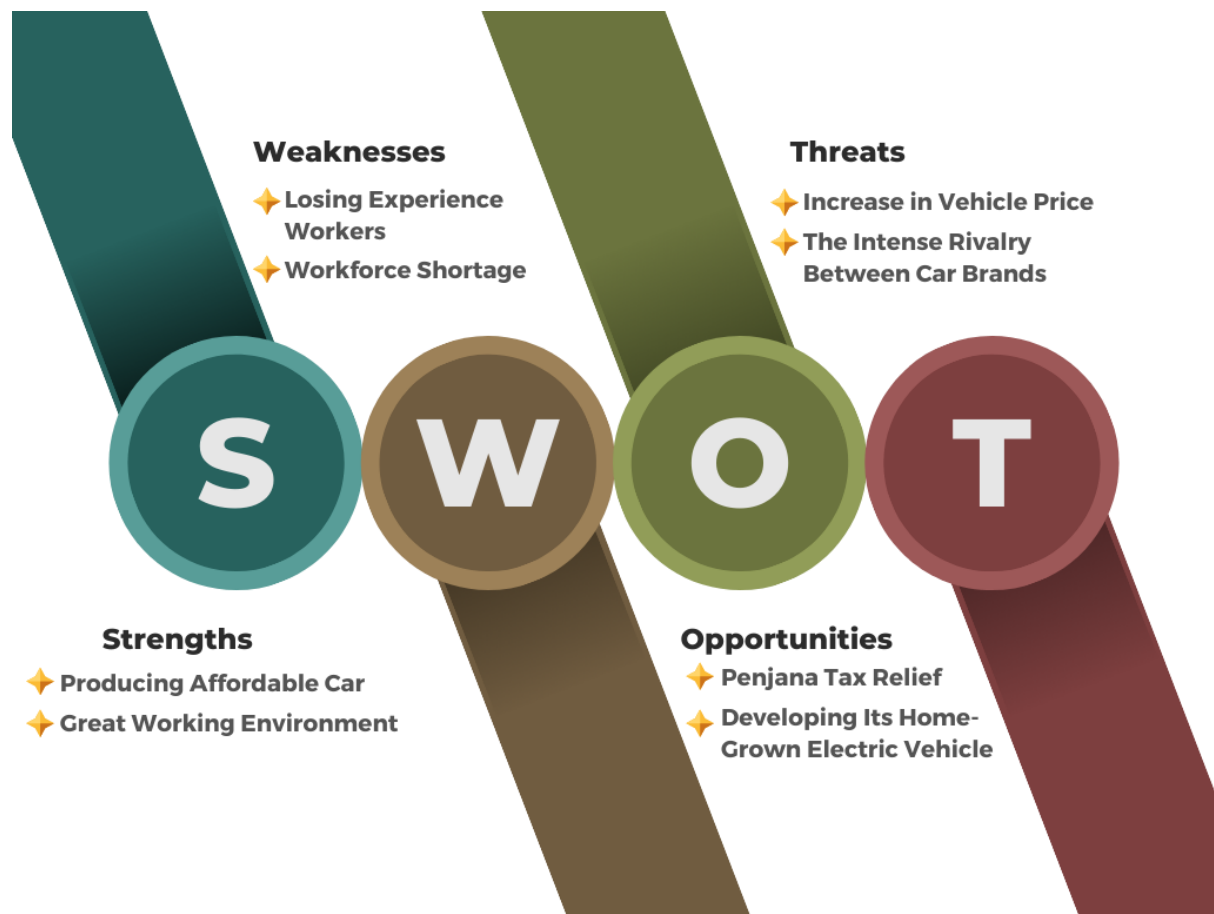 Weaknesses
Losing Experience
Workers
Workforce Shortage
Threats
Increase in Vehicle Price
The Intense Rivalry
Between Car Brands
S
W
O
T
Strengths
Producing Affordable Car
Great Working Environment
Opportunities
Penjana Tax Relief
Developing Its Home-
Grown Electric Vehicle